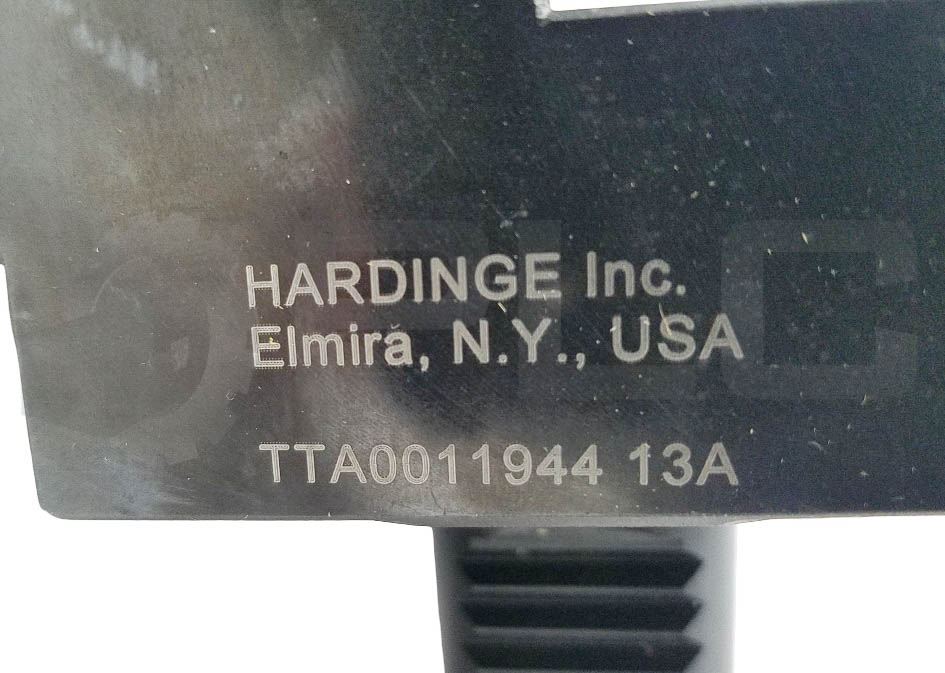 HARDINGE Inc.
Elmira, N.Y., USA
TTA0011944 13A